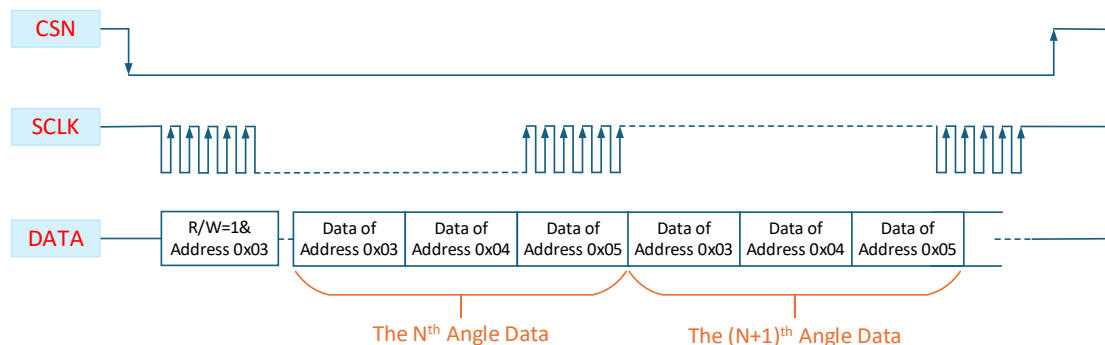 CSN
SCLK
DATA
R/W=1&
Address 0x03
Data of
Address 0x03
Data of
Address 0x04
Data of
Address 0x05
Data of
Address 0x03
Data of
Address 0x04
Data of
Address 0x05
The Nth Angle Data
The (N+1)th Angle Data